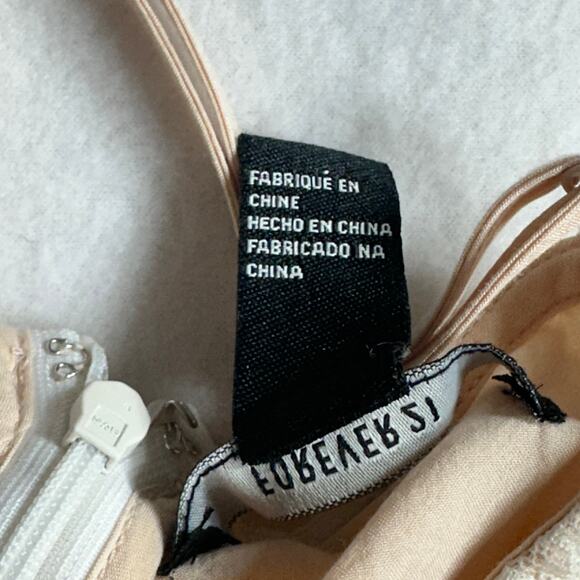 FABRIQUÉ EN
CHINE
HECHO EN CHINA
FABRICADO NA
CHINA
FOREVER 21